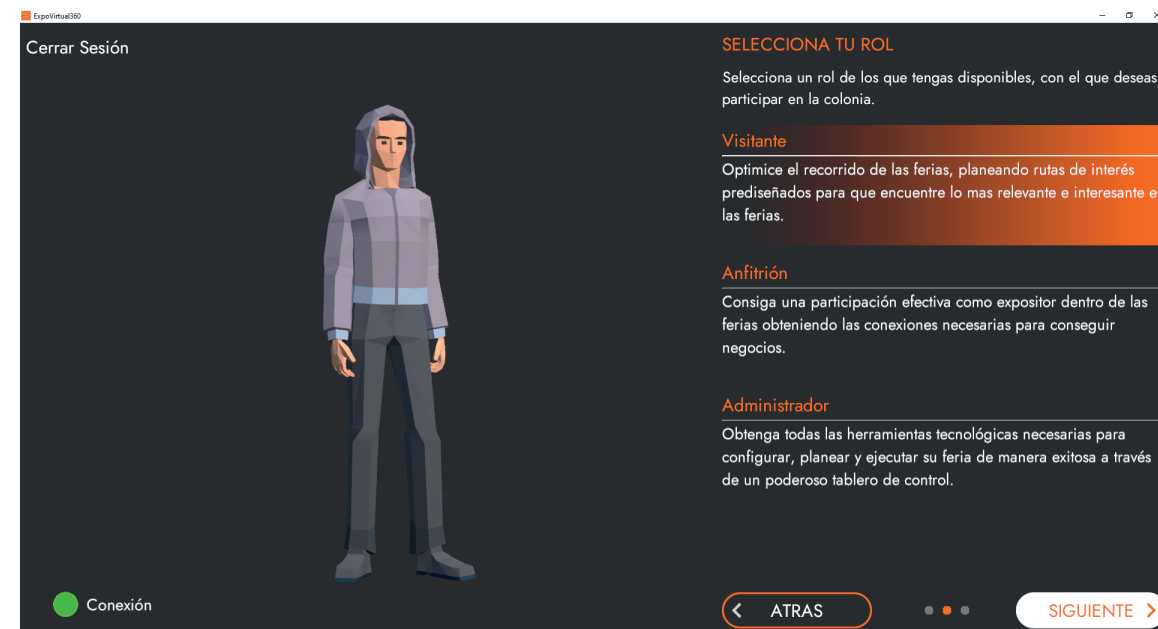 ExpoVirtual360
Cerrar Sesión
SELECCIONA TU ROL
Selecciona un rol de los que tengas disponibles, con el que deseas
participar en la colonia.
Visitante
Optimice el recorrido de las ferias, planeando rutas de interés
prediseñados para que encuentre lo mas relevante e interesante e
las ferias.
Anfitrión
Consiga una participación efectiva como expositor dentro de las
ferias obteniendo las conexiones necesarias para conseguir
negocios.
Administrador
Obtenga todas las herramientas tecnológicas necesarias para
configurar, planear y ejecutar su feria de manera exitosa a través
de un poderoso tablero de control.
Conexión
ATRAS
SIGUIENTE